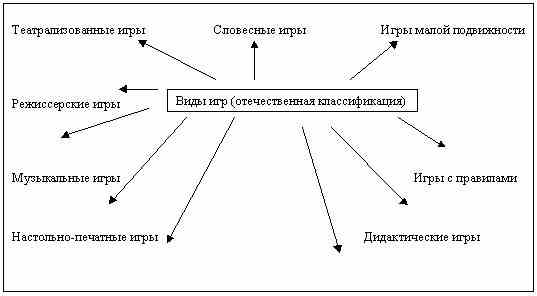 Театрализованные игры
Словесные игры
Игры малой подвижности
Режиссерские игры
Виды игр (отечественная классификация)
Музыкальные игры
Игры с правилами
Настольно-печатные игры
Дидактические игры